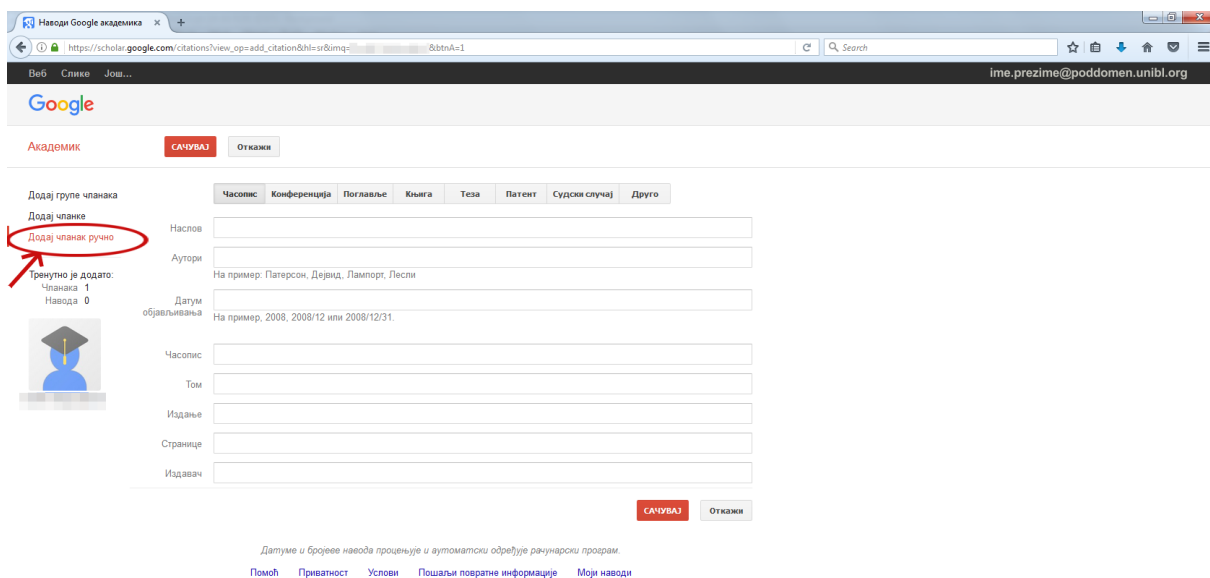 Наводи Google академика
https://scholar.google.com/citations?view_op=add_citation&hl=sr&imq= &btnA=1
Search
Веб Слике Још...
ime.prezime@poddomen.unibl.org
Google
Академик
САЧУВАЈ Откажи
Додај групе чланака
Додај чланке
Додај чланак ручно
Тренутно је додато:
Чланака 1
Навода 0
Часопис Конференција Поглавље Књига Теза Патент Судски случај Друго
Наслов
Аутори
На пример: Патерсон, Дејвид, Лампорт, Лесли
Датум
објављивања
На пример, 2008, 2008/12 или 2008/12/31.
Часопис
Том
Издање
Странице
Издавач
САЧУВАЈ Откажи
Датуме и бројеве навода процењује и аутоматски одређује рачунарски програм.
Помоћ Приватност Услови Пошаљи повратне информације Моји наводи